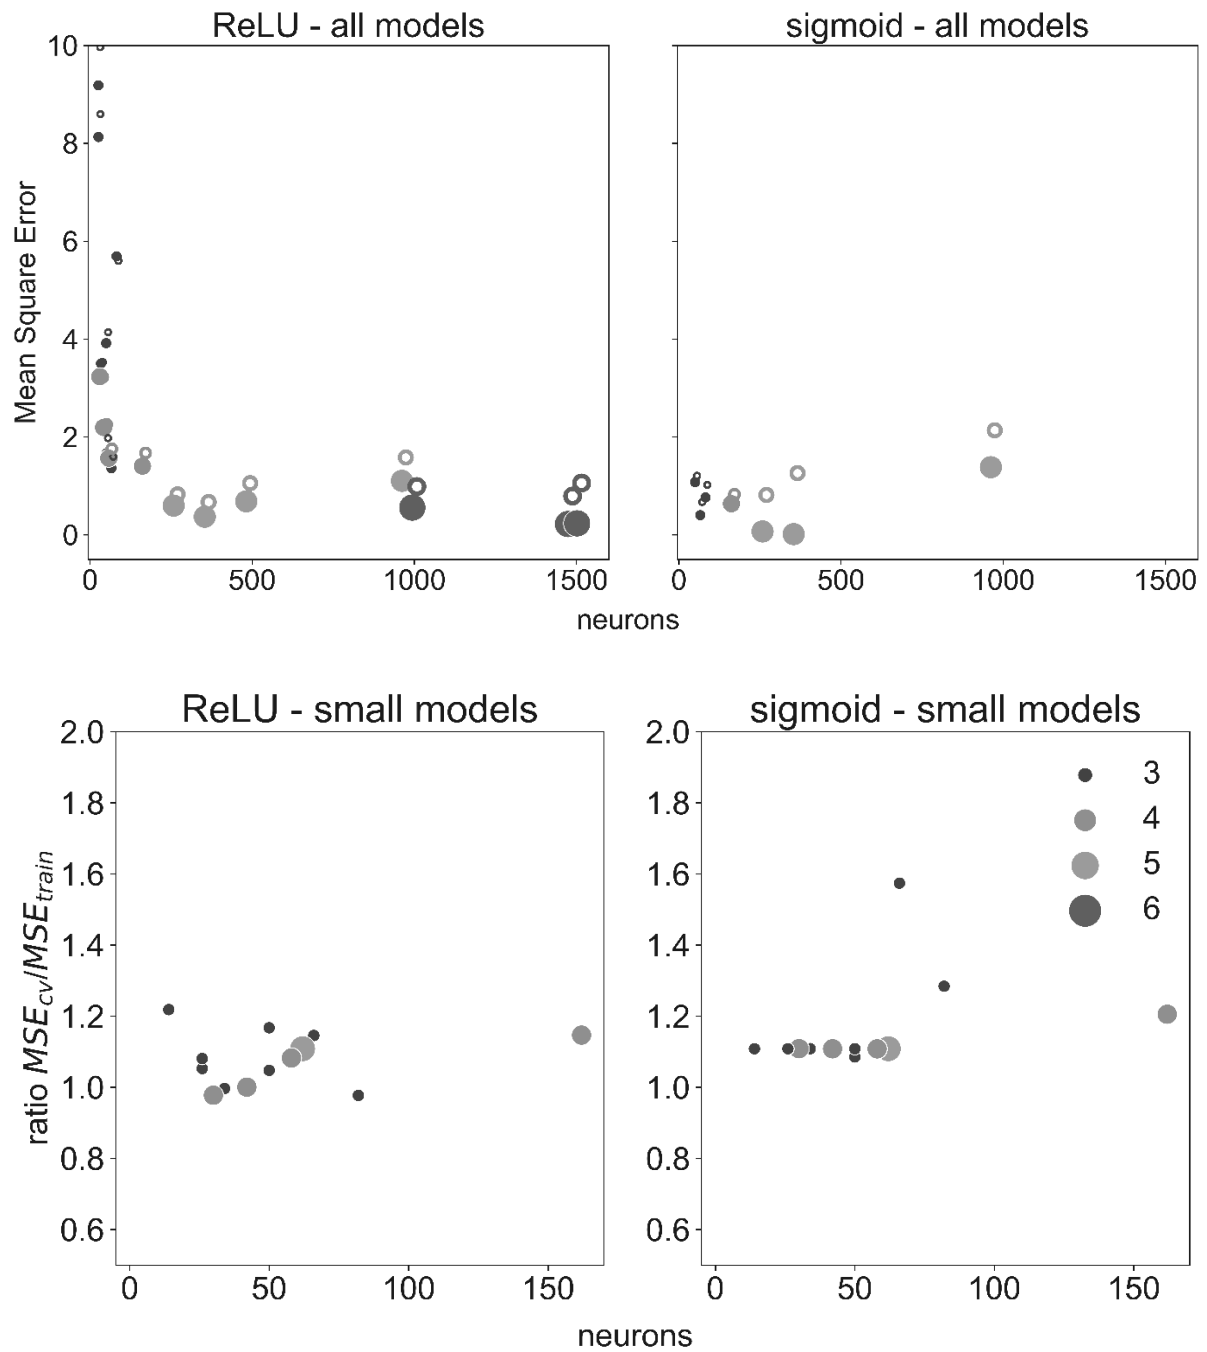 ReLU - all models
sigmoid - all models
10
8
6
4
2
0
Mean Square Error
0 500 1000 1500
0 500 1000 1500
neurons
ReLU - small models
sigmoid - small models
2.0
1.8
1.6
1.4
1.2
1.0
0.8
0.6
ratio MSE_cv/MSE_train
0 50 100 150
2.0
1.8
1.6
1.4
1.2
1.0
0.8
0.6
3
4
5
6
0 50 100 150
neurons